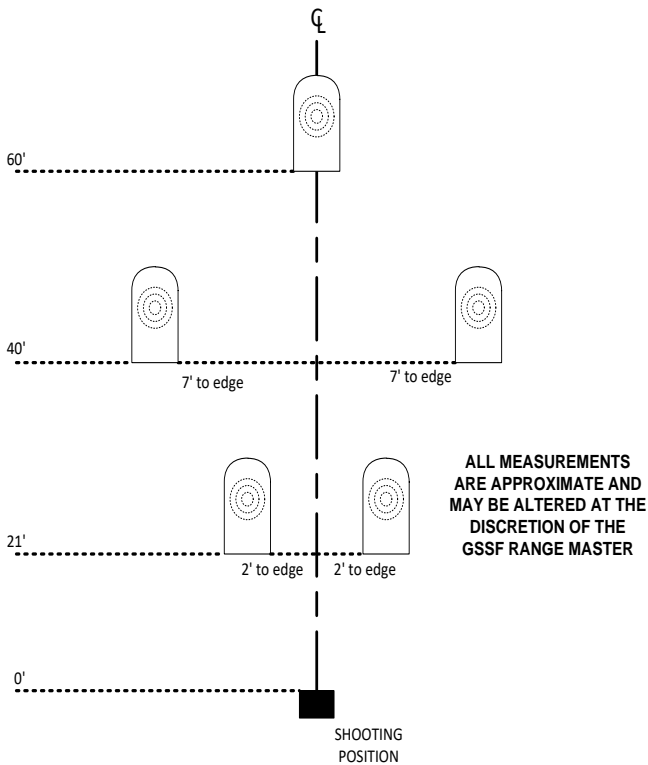 ℄
60'
40'
7' to edge
7' to edge
ALL MEASUREMENTS
ARE APPROXIMATE AND
MAY BE ALTERED AT THE
DISCRETION OF THE
GSSF RANGE MASTER
21'
2' to edge 2' to edge
0'
SHOOTING
POSITION